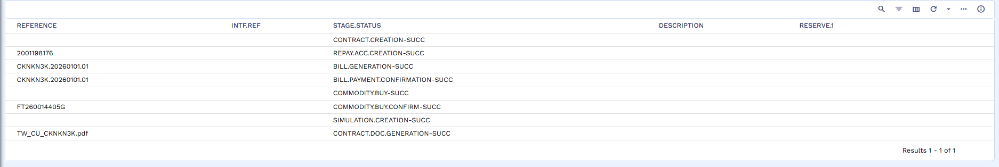 REFERENCE INTF.REF STAGE.STATUS DESCRIPTION RESERVE.1
CONTRACT.CREATION-SUCC
2001198176 REPAY.ACC.CREATION-SUCC
CKNKN3K.20260101.01 BILL.GENERATION-SUCC
CKNKN3K.20260101.01 BILL.PAYMENT.CONFIRMATION-SUCC
COMMODITY.BUY-SUCC
FT260014405G COMMODITY.BUY.CONFIRM-SUCC
SIMULATION.CREATION-SUCC
TW_CU_CKNKN3K.pdf CONTRACT.DOC.GENERATION-SUCC
Results 1 - 1 of 1